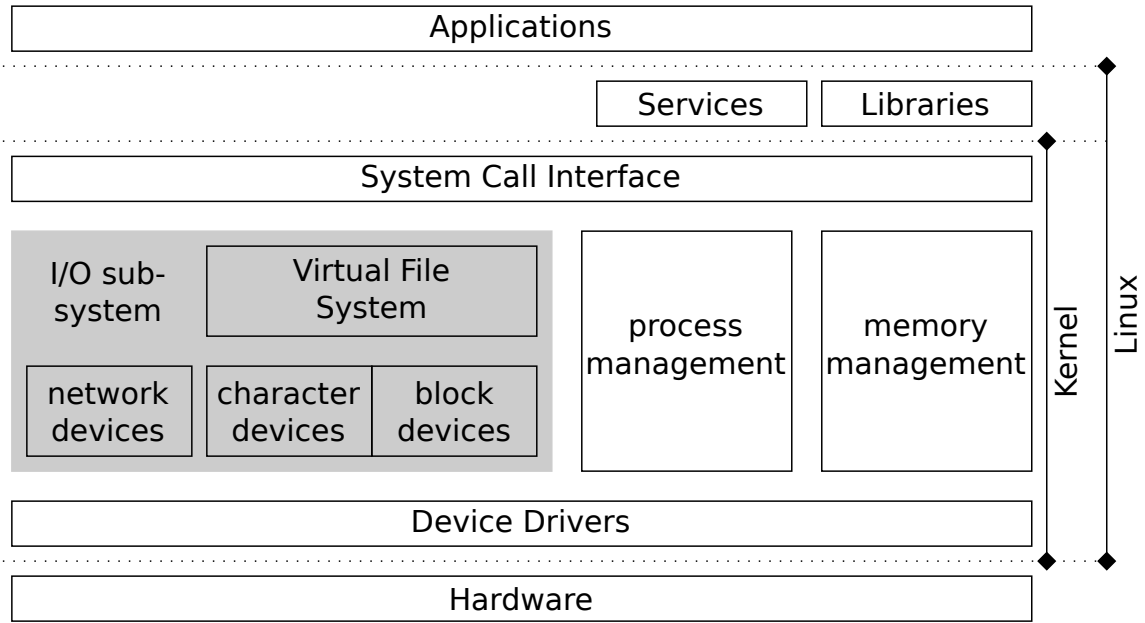 Applications
Services
Libraries
System Call Interface
I/O sub-
system
Virtual File
System
network
devices
character
devices
block
devices
process
management
memory
management
Device Drivers
Hardware
Kernel
Linux